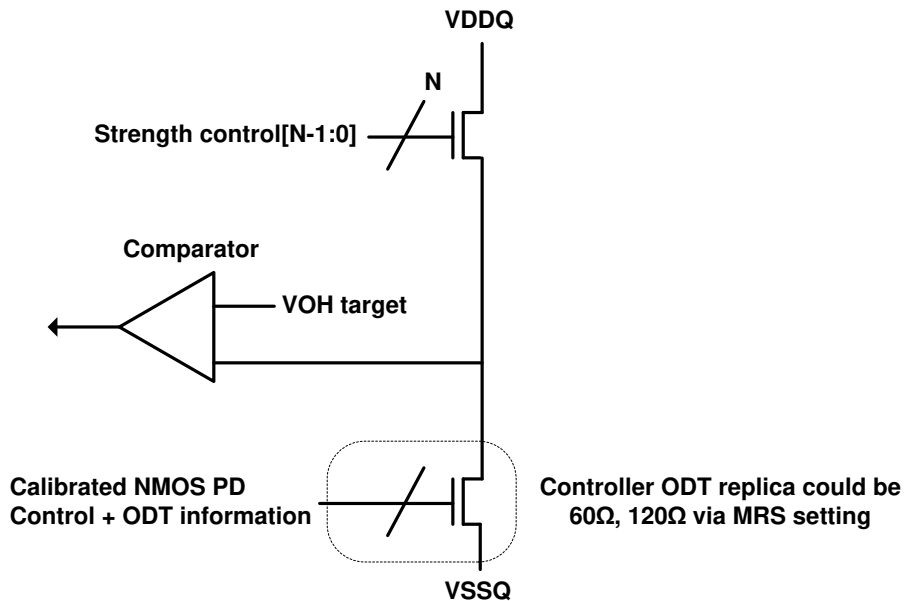 VDDQ
N
Strength control[N-1:0]
Comparator
VOH target
Calibrated NMOS PD
Control + ODT information
Controller ODT replica could be
60Ω, 120Ω via MRS setting
VSSQ